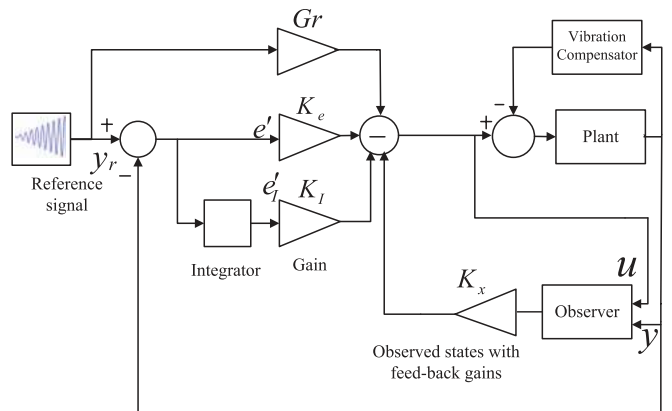 Gr
Vibration
Compensator
+
y_r
−
Reference
signal
e′
K_e
−
+
−
Plant
e′_I
K_I
Integrator
Gain
K_x
u
Observer
y
Observed states with
feed-back gains